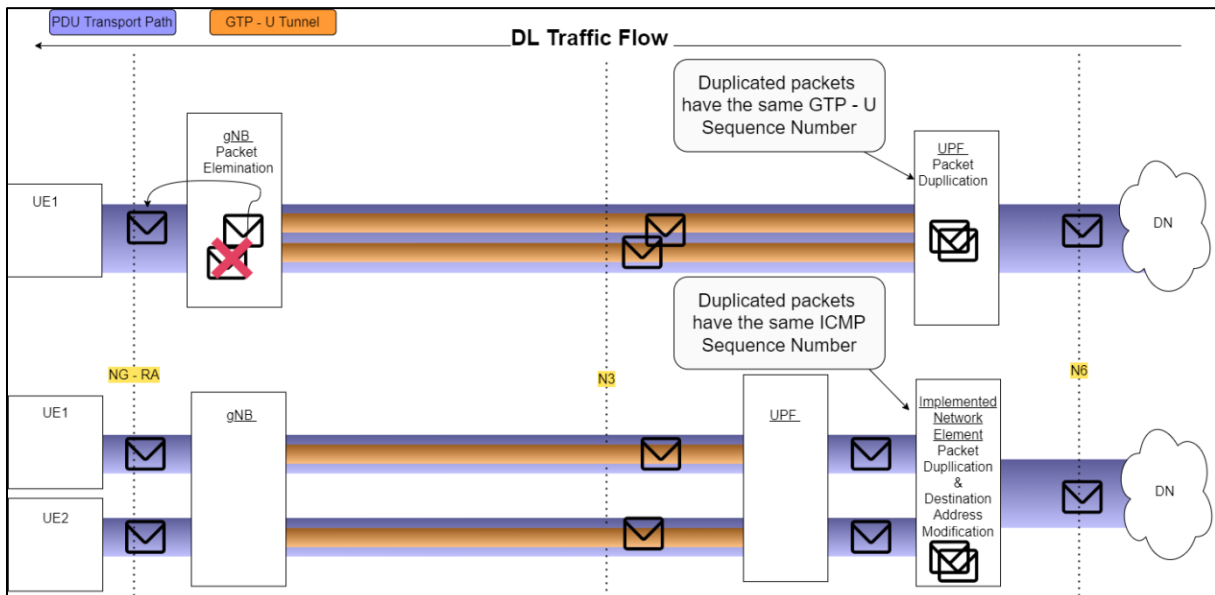 PDU Transport Path
GTP - U Tunnel
DL Traffic Flow
Duplicated packets
have the same GTP - U
Sequence Number
gNB
Packet
Elemination
UPF
Packet
Dupllication
UE1
DN
Duplicated packets
have the same ICMP
Sequence Number
NG - RA
N3
N6
UE1
gNB
UPF
Implemented
Network
Element
Packet
Dupllication
&
Destination
Address
Modification
UE2
DN